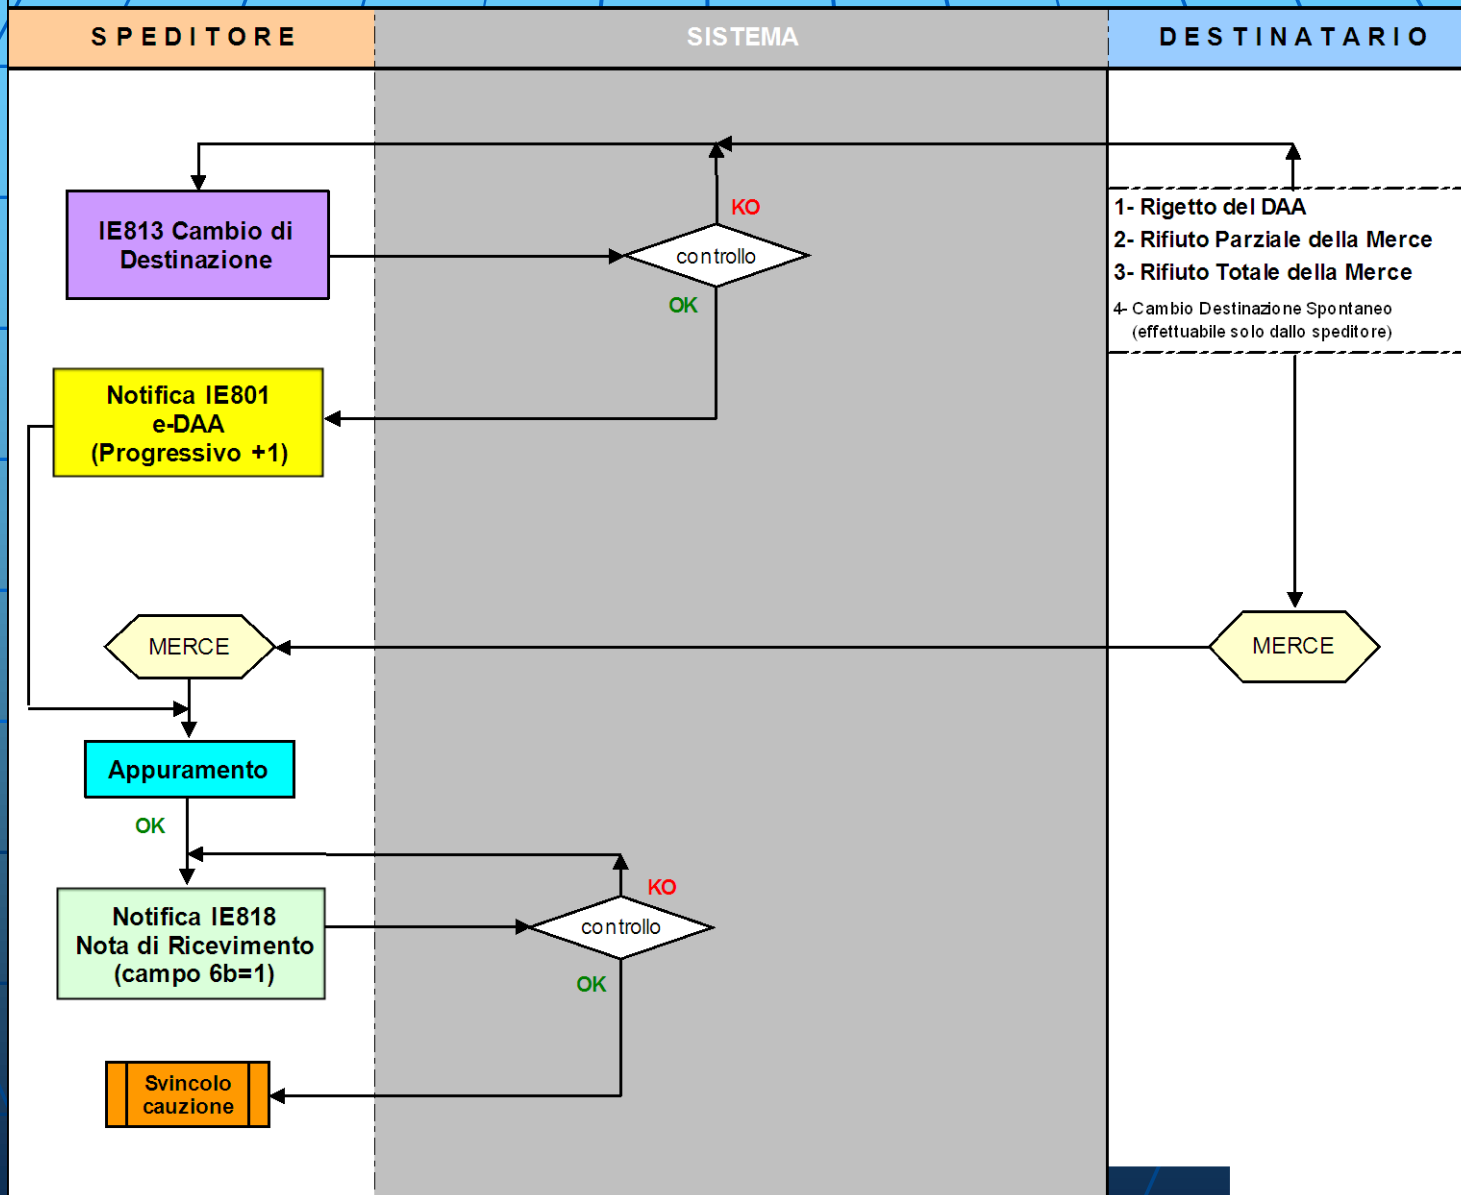 SPEDITORE
SISTEMA
DESTINATARIO
IE813 Cambio di
Destinazione
KO
controllo
OK
1- Rigetto del DAA
2- Rifiuto Parziale della Merce
3- Rifiuto Totale della Merce
4- Cambio Destinazione Spontaneo
(effettuabile solo dallo speditore)
Notifica IE801
e-DAA
(Progressivo +1)
MERCE
MERCE
Appuramento
OK
KO
Notifica IE818
Nota di Ricevimento
(campo 6b=1)
controllo
OK
Svincolo
cauzione